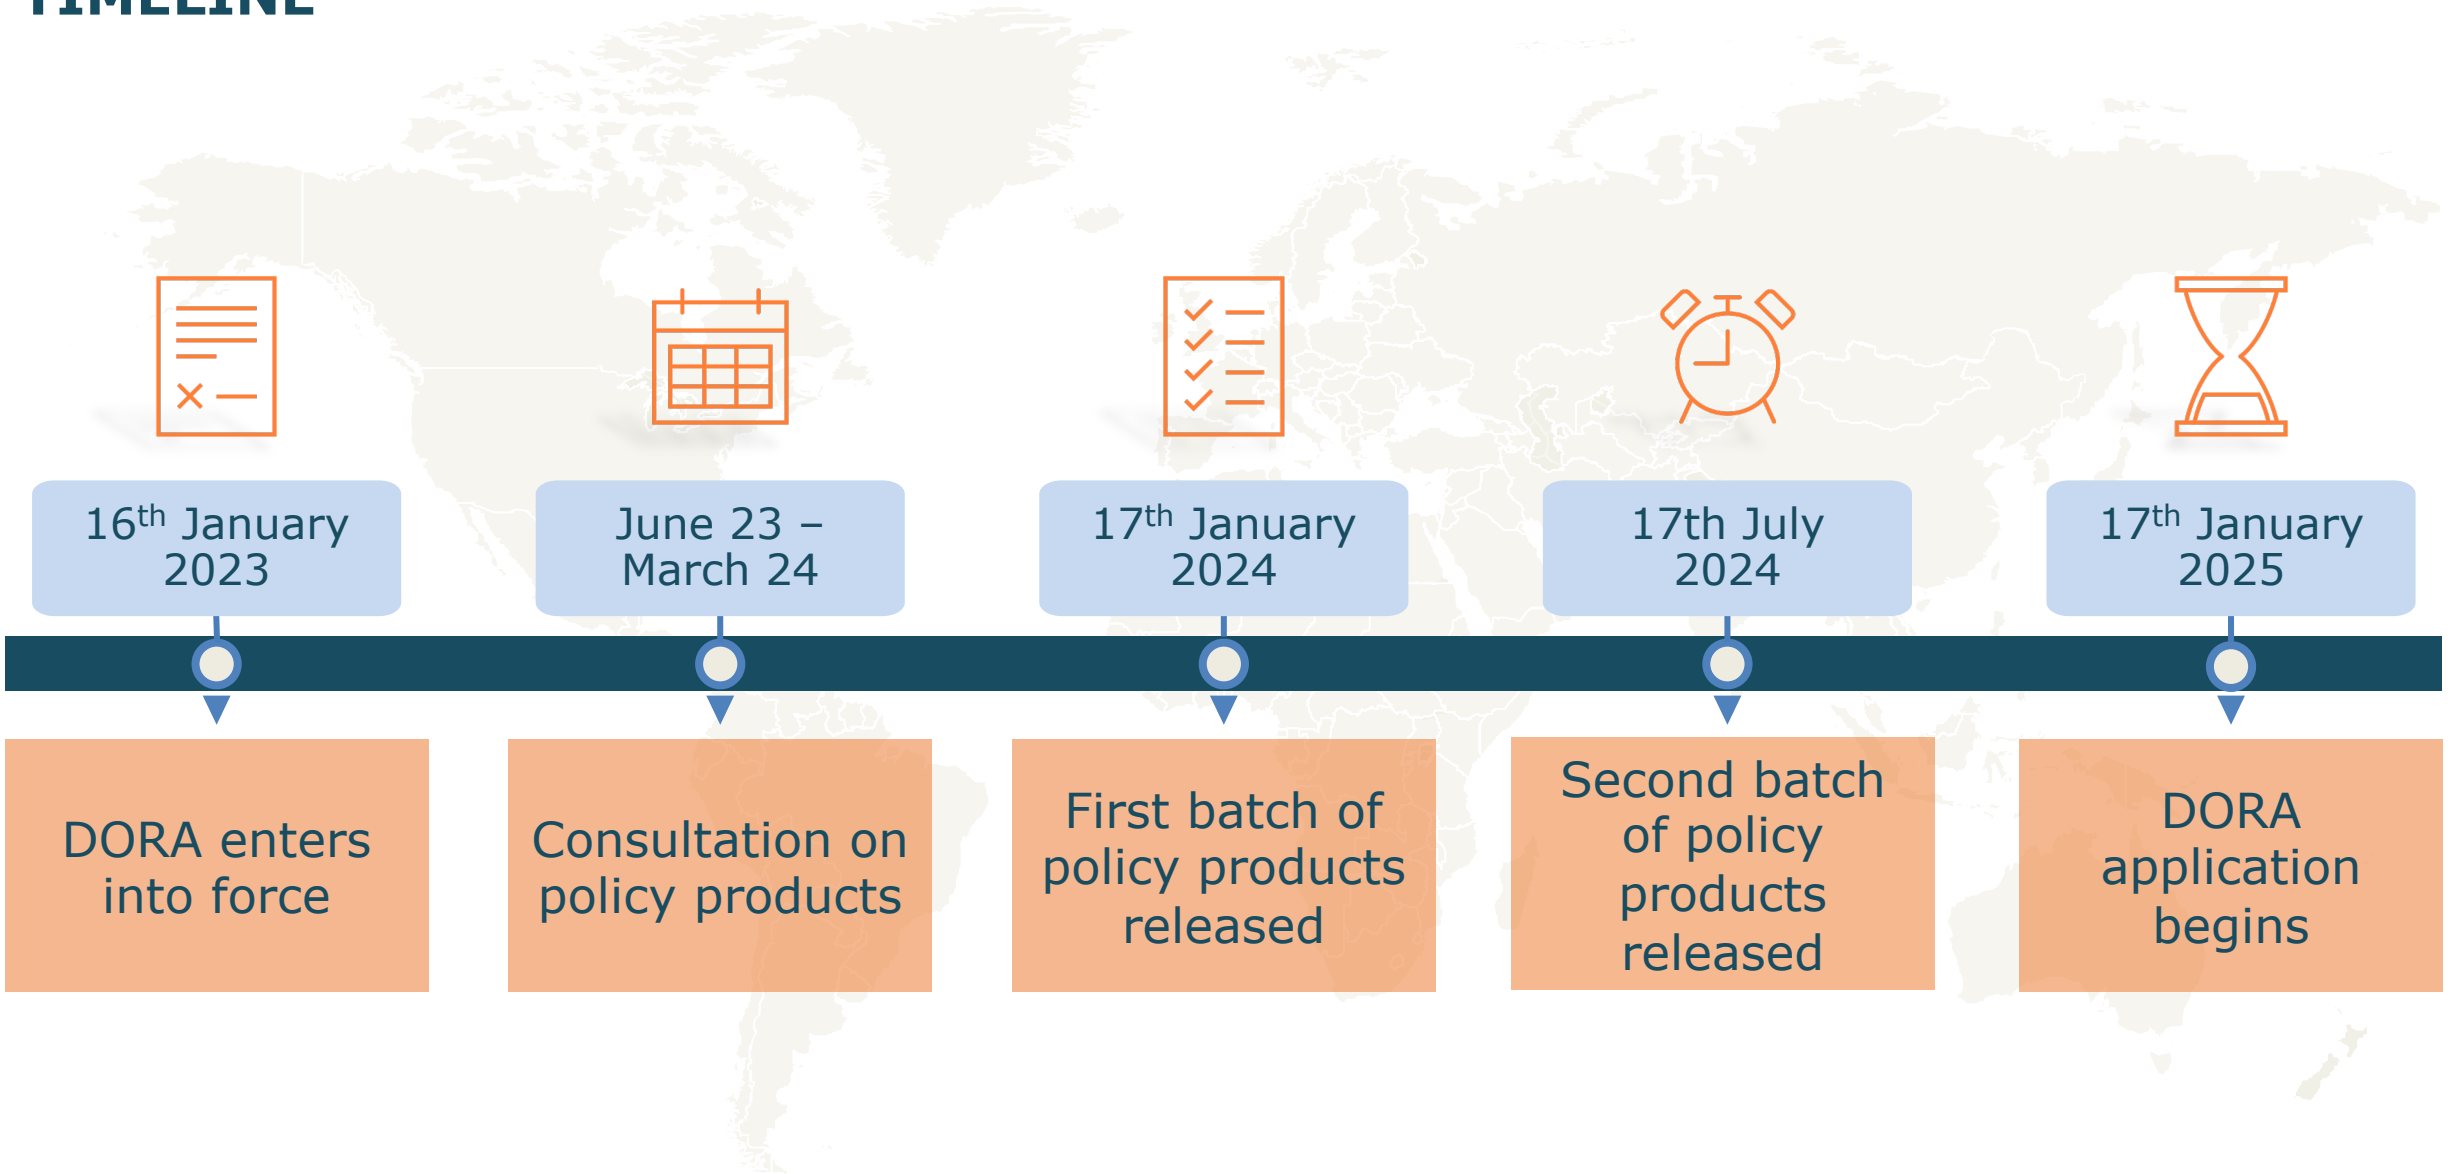 TIMELINE
16th January
2023
June 23 –
March 24
17th January
2024
17th July
2024
17th January
2025
DORA enters
into force
Consultation on
policy products
First batch of
policy products
released
Second batch
of policy
products
released
DORA
application
begins